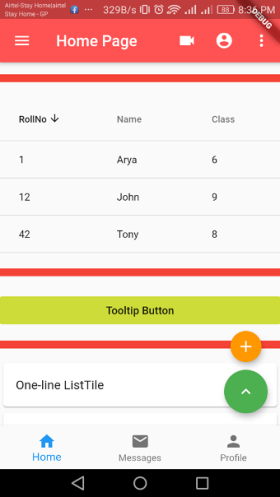 Airtel-Stay Home|airtel
Stay Home - GP
329B/s
88
8:36 PM
DEBUG
Home Page
RollNo Name Class
1 Arya 6
12 John 9
42 Tony 8
Tooltip Button
One-line ListTile
Home Messages Profile